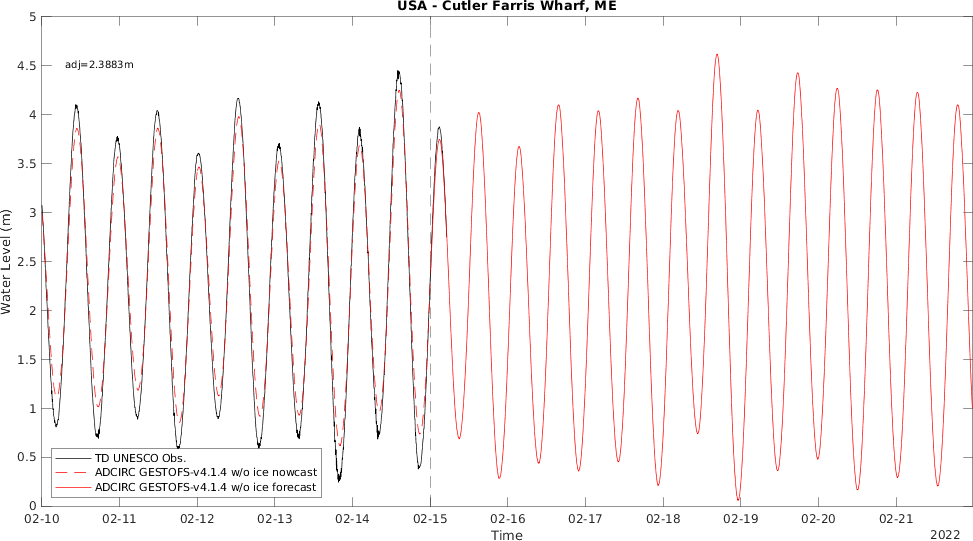 USA - Cutler Farris Wharf, ME
5
4.5
4
3.5
3
2.5
2
1.5
1
0.5
0
Water Level (m)
adj=2.3883m
TD UNESCO Obs.
ADCIRC GESTOFS-v4.1.4 w/o ice nowcast
ADCIRC GESTOFS-v4.1.4 w/o ice forecast
02-10 02-11 02-12 02-13 02-14 02-15 02-16 02-17 02-18 02-19 02-20 02-21
Time
2022